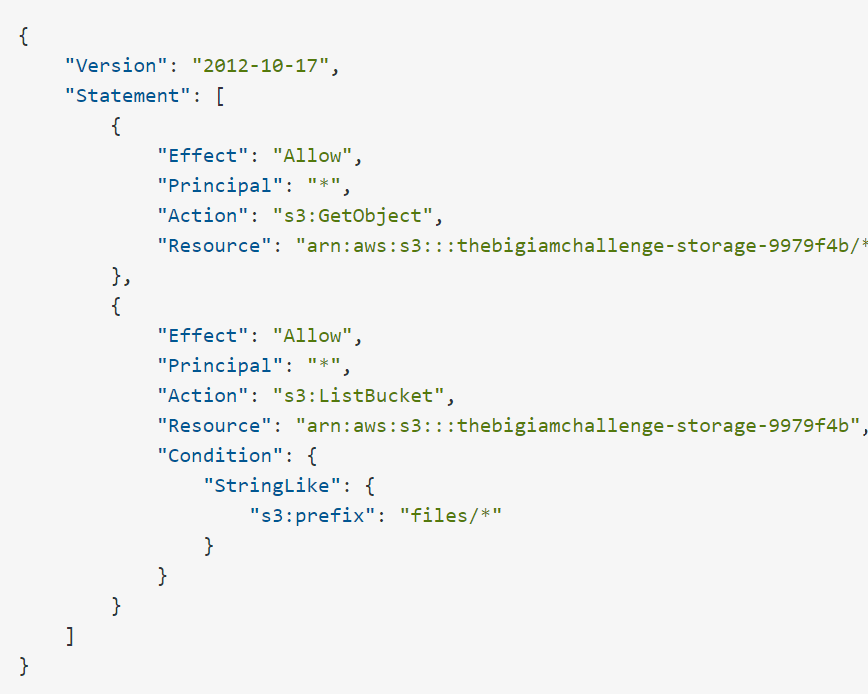 {
"Version": "2012-10-17",
"Statement": [
{
"Effect": "Allow",
"Principal": "*",
"Action": "s3:GetObject",
"Resource": "arn:aws:s3:::thebigiamchallenge-storage-9979f4b/*
},
{
"Effect": "Allow",
"Principal": "*",
"Action": "s3:ListBucket",
"Resource": "arn:aws:s3:::thebigiamchallenge-storage-9979f4b",
"Condition": {
"StringLike": {
"s3:prefix": "files/*"
}
}
}
]
}